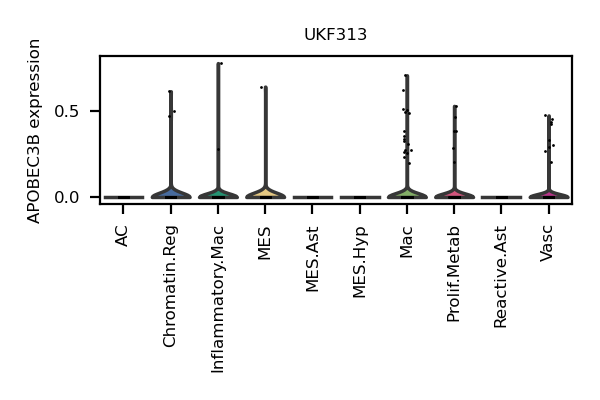 UKF313
APOBEC3B expression
0.5
0.0
AC
Chromatin.Reg
Inflammatory.Mac
MES
MES.Ast
MES.Hyp
Mac
Prolif.Metab
Reactive.Ast
Vasc